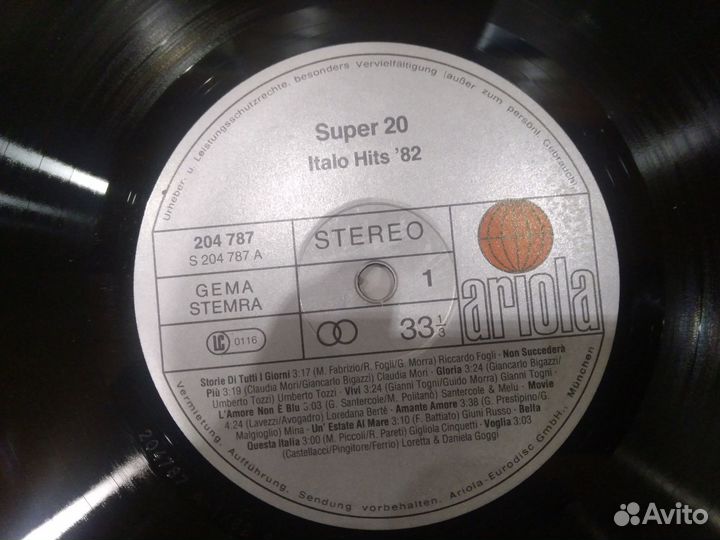 Urheber- u. Leistungsschutzrechte, besonders Vervielfältigung (außer zum persönl. Gebrauch),
Super 20
Italo Hits '82
204 787
S 204 787 A
STEREO
GEMA
STEMRA
1
LC 0116
33 1/3
ariola
Storie Di Tutti I Giorni 3:17 (M. Fabrizio/R. Fogli/G. Morra) Riccardo Fogli · Non Succederà
Più 3:19 (Claudia Mori/Giancarlo Bigazzi) Claudia Mori · Gloria 3:24 (Giancarlo Bigazzi/
Umberto Tozzi) Umberto Tozzi · Vivi 3:24 (Gianni Togni/Guido Morra) Gianni Togni ·
L'Amore Non È Blu 3:03 (G. Santercole/M. Politano) Santercole & Melu · Movie
4:24 (Lavezzi/Avogadro) Loredana Bertè · Amante Amore 3:38 (G. Prestipino/G.
Malgioglio) Mina · Un' Estate Al Mare 3:10 (F. Battiato) Giuni Russo · Bella
Questa Italia 3:00 (M. Piccoli/R. Pareti) Gigliola Cinquetti · Voglia 3:03
(Castellacci/Pingitore/Ferrio) Loretta & Daniela Goggi
Vermietung, Aufführung, Sendung vorbehalten. Ariola-Eurodisc GmbH., München
204787
Avito